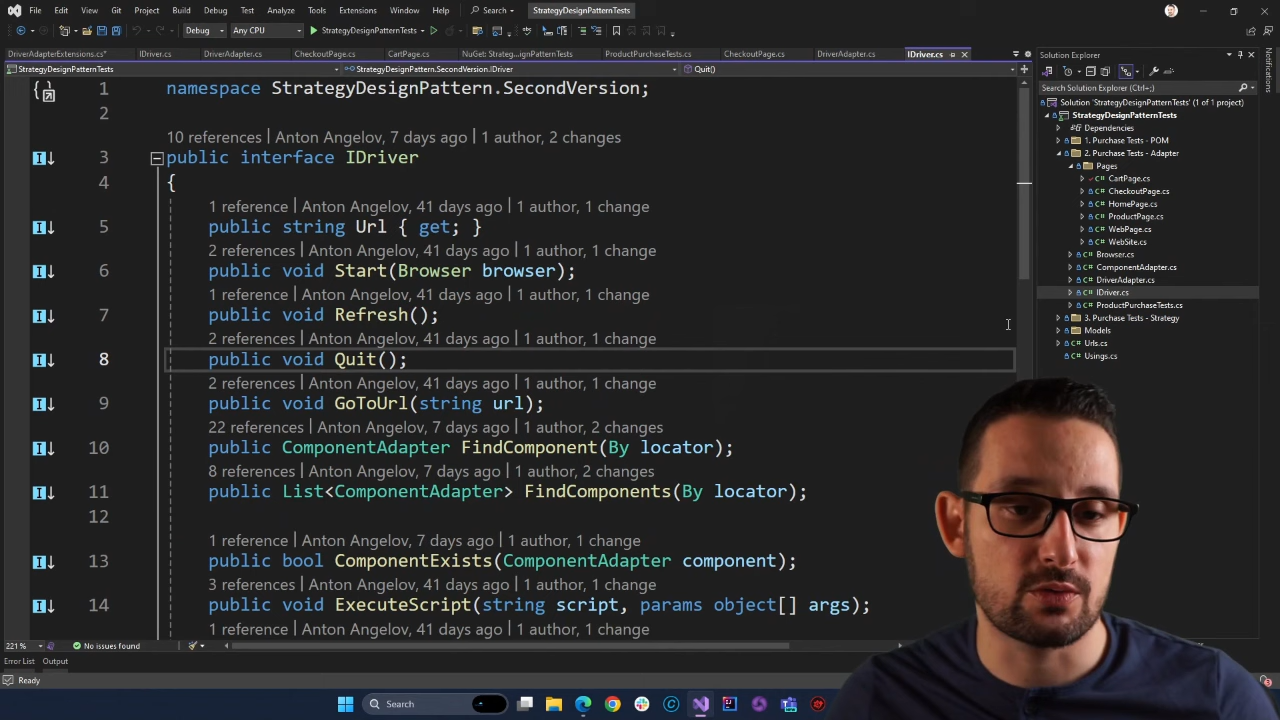 File Edit View Git Project Build Debug Test Analyze Tools Extensions Window Help Search StrategyDesignPatternTests
Debug Any CPU StrategyDesignPatternTests
DriverAdapterExtensions.cs* IDriver.cs DriverAdapter.cs CheckoutPage.cs CartPage.cs NuGet: Strateg...ignPatternTests ProductPurchaseTests.cs CheckoutPage.cs DriverAdapter.cs IDriver.cs
StrategyDesignPatternTests StrategyDesignPattern.SecondVersion.IDriver Quit()
1 namespace StrategyDesignPattern.SecondVersion;
2
10 references | Anton Angelov, 7 days ago | 1 author, 2 changes
3 public interface IDriver
4 {
1 reference | Anton Angelov, 41 days ago | 1 author, 1 change
5 public string Url { get; }
2 references | Anton Angelov, 41 days ago | 1 author, 1 change
6 public void Start(Browser browser);
1 reference | Anton Angelov, 41 days ago | 1 author, 1 change
7 public void Refresh();
2 references | Anton Angelov, 41 days ago | 1 author, 1 change
8 public void Quit();
2 references | Anton Angelov, 41 days ago | 1 author, 1 change
9 public void GoToUrl(string url);
22 references | Anton Angelov, 7 days ago | 1 author, 2 changes
10 public ComponentAdapter FindComponent(By locator);
8 references | Anton Angelov, 7 days ago | 1 author, 2 changes
11 public List<ComponentAdapter> FindComponents(By locator);
12
1 reference | Anton Angelov, 7 days ago | 1 author, 1 change
13 public bool ComponentExists(ComponentAdapter component);
3 references | Anton Angelov, 41 days ago | 1 author, 1 change
14 public void ExecuteScript(string script, params object[] args);
1 reference | Anton Angelov, 41 days ago | 1 author, 1 change
221 % No issues found
Error List Output
Ready
Search
Solution Explorer
Search Solution Explorer (Ctrl+;)
Solution 'StrategyDesignPatternTests' (1 of 1 project)
StrategyDesignPatternTests
Dependencies
1. Purchase Tests - POM
2. Purchase Tests - Adapter
Pages
CartPage.cs
CheckoutPage.cs
HomePage.cs
ProductPage.cs
WebPage.cs
WebSite.cs
Browser.cs
ComponentAdapter.cs
DriverAdapter.cs
IDriver.cs
ProductPurchaseTests.cs
3. Purchase Tests - Strategy
Models
Urls.cs
Usings.cs
Notifications